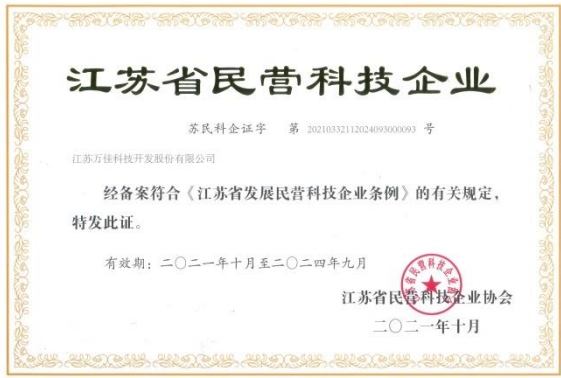 江苏省民营科技企业
苏民科企证字 第 20210332112024093000093 号
江苏万佳科技开发股份有限公司
经备案符合《江苏省发展民营科技企业条例》的有关规定，
特发此证。
有效期：二〇二一年十月至二〇二四年九月
江苏省民营科技企业协会
二〇二一年十月